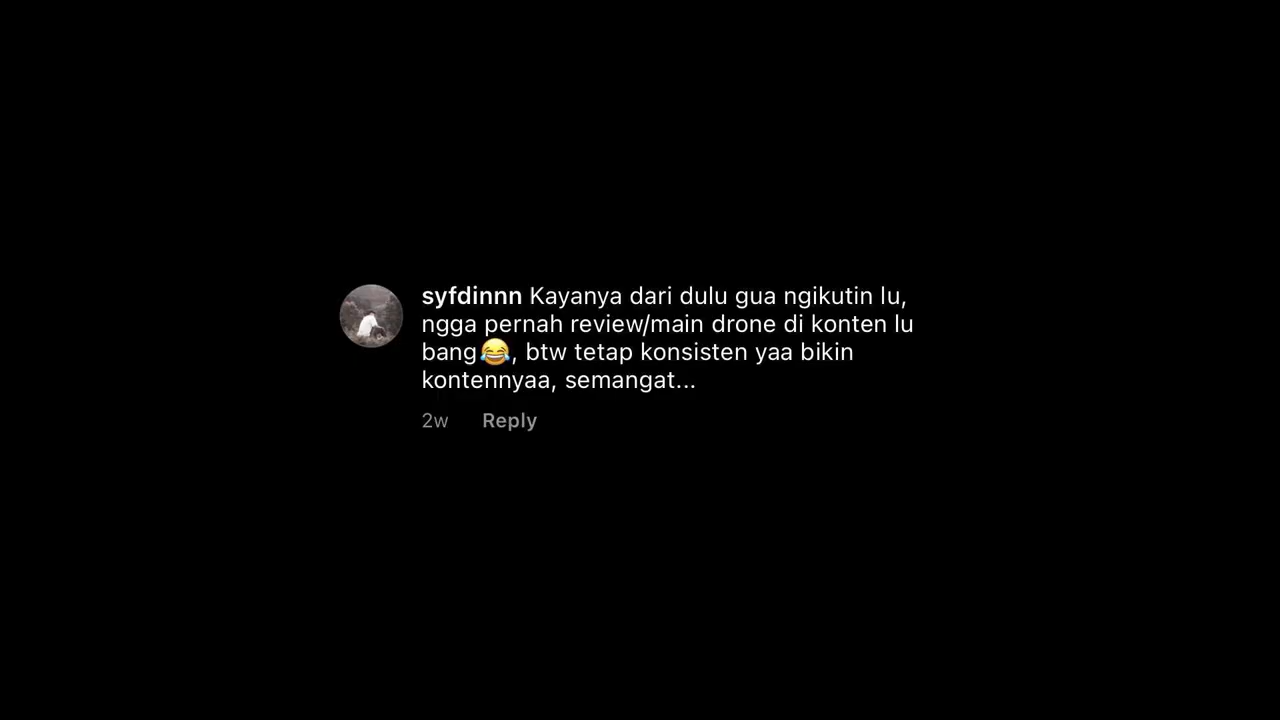 syfdinnn Kayanya dari dulu gua ngikutin lu,
ngga pernah review/main drone di konten lu
bang😂, btw tetap konsisten yaa bikin
kontennyaa, semangat...
2w Reply